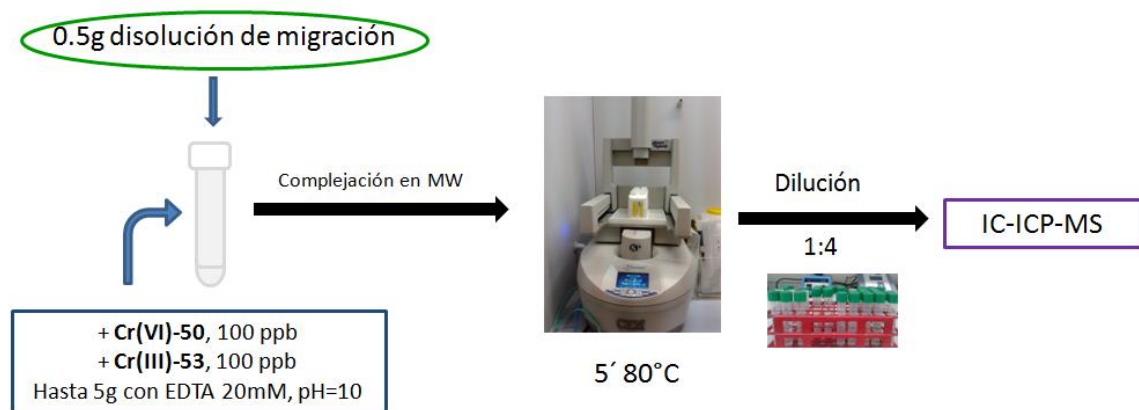 0.5g disolución de migración
Complejación en MW
Dilución
1:4
IC-ICP-MS
+ Cr(VI)-50, 100 ppb
+ Cr(III)-53, 100 ppb
Hasta 5g con EDTA 20mM, pH=10
5´ 80°C
CEM